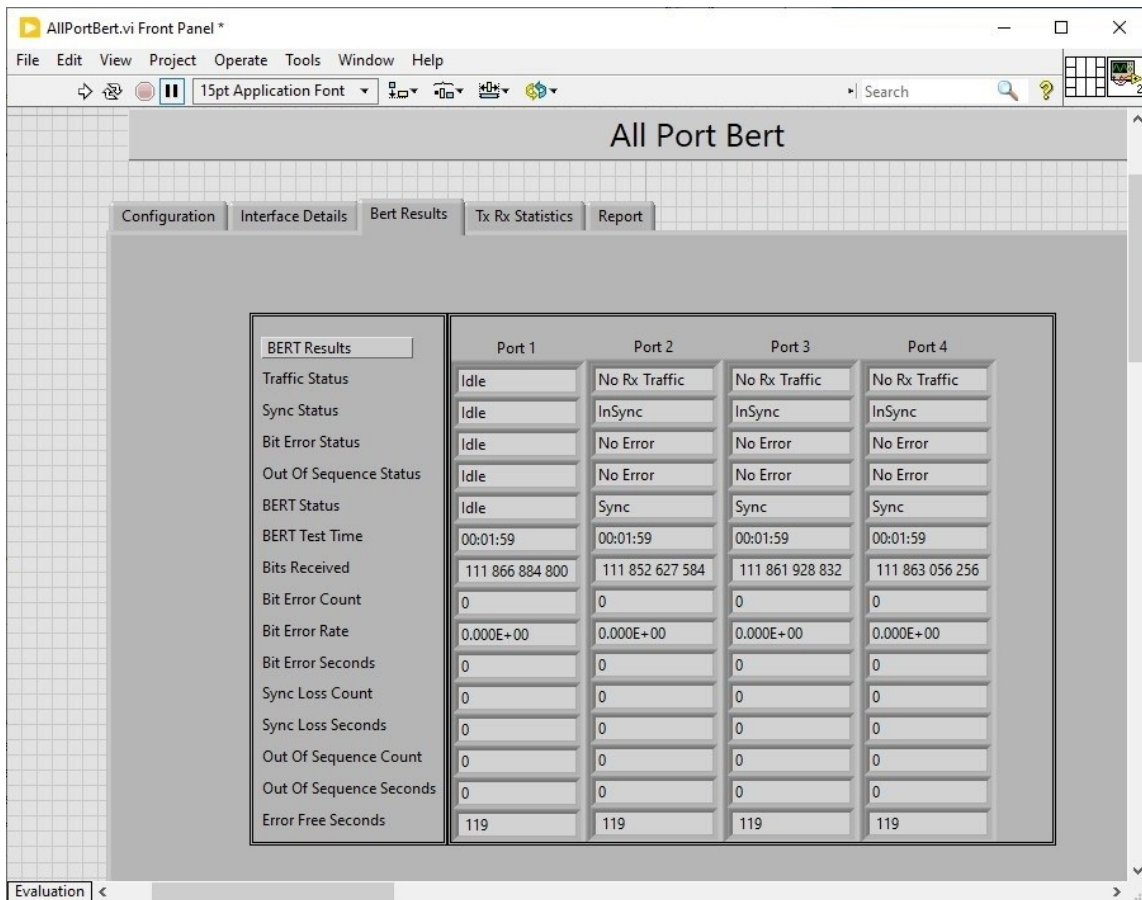 AllPortBert.vi Front Panel *
File Edit View Project Operate Tools Window Help
15pt Application Font Search
2
All Port Bert
Configuration Interface Details Bert Results Tx Rx Statistics Report
BERT Results Port 1 Port 2 Port 3 Port 4
Traffic Status Idle No Rx Traffic No Rx Traffic No Rx Traffic
Sync Status Idle InSync InSync InSync
Bit Error Status Idle No Error No Error No Error
Out Of Sequence Status Idle No Error No Error No Error
BERT Status Idle Sync Sync Sync
BERT Test Time 00:01:59 00:01:59 00:01:59 00:01:59
Bits Received 111 866 884 800 111 852 627 584 111 861 928 832 111 863 056 256
Bit Error Count 0 0 0 0
Bit Error Rate 0.000E+00 0.000E+00 0.000E+00 0.000E+00
Bit Error Seconds 0 0 0 0
Sync Loss Count 0 0 0 0
Sync Loss Seconds 0 0 0 0
Out Of Sequence Count 0 0 0 0
Out Of Sequence Seconds 0 0 0 0
Error Free Seconds 119 119 119 119
Evaluation